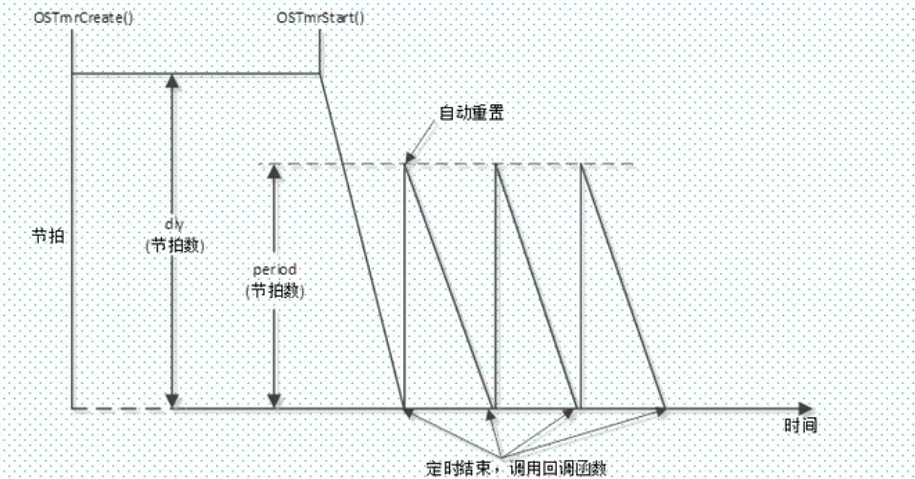 OSTmrCreate()
OSTmrStart()
自动重置
节拍
dly
(节拍数)
period
(节拍数)
时间
定时结束，调用回调函数